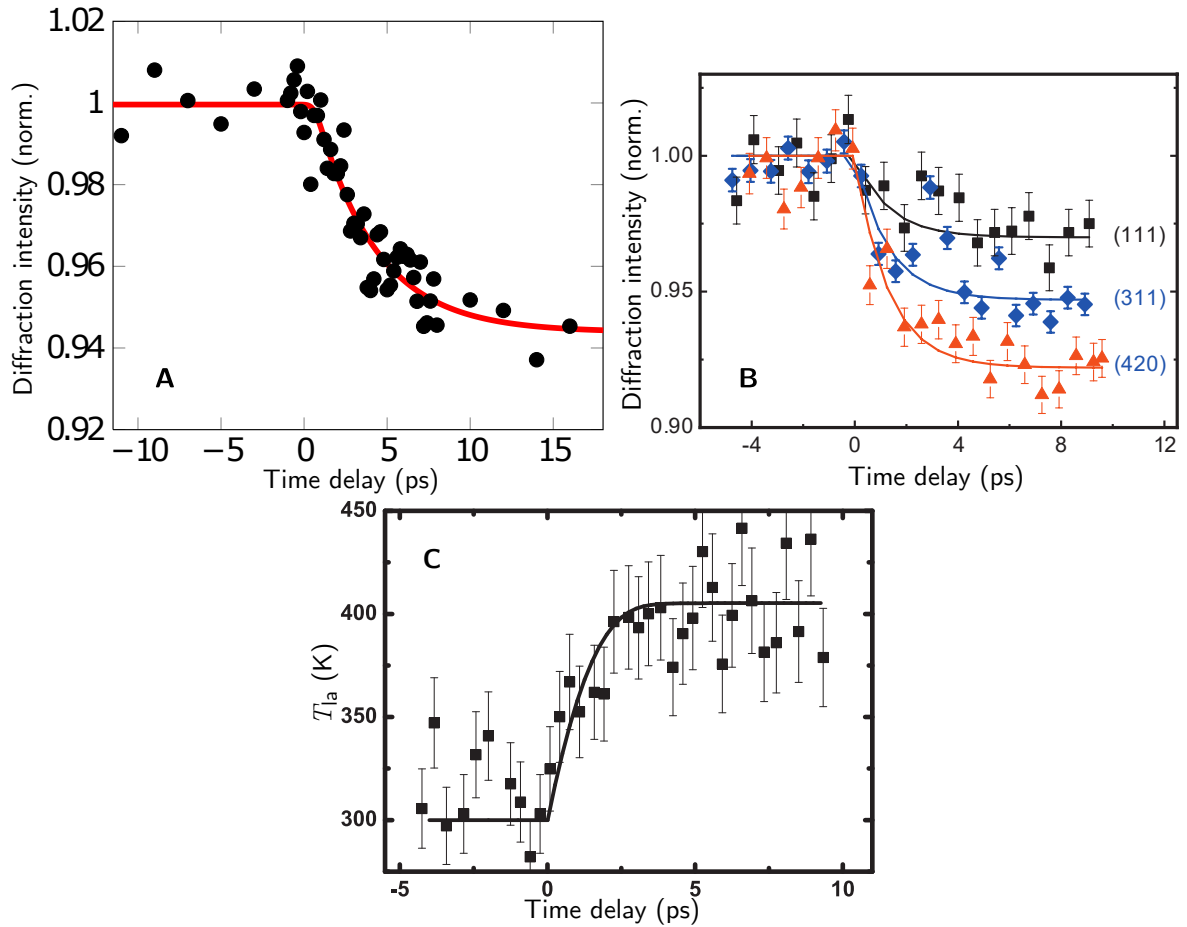 1.02
1
0.98
0.96
0.94
0.92
Diffraction intensity (norm.)
A
−10 −5 0 5 10 15
Time delay (ps)
1.00
0.95
0.90
Diffraction intensity (norm.)
(111)
(311)
(420)
B
-4 0 4 8 12
Time delay (ps)
450
400
350
300
T_la (K)
C
-5 0 5 10
Time delay (ps)